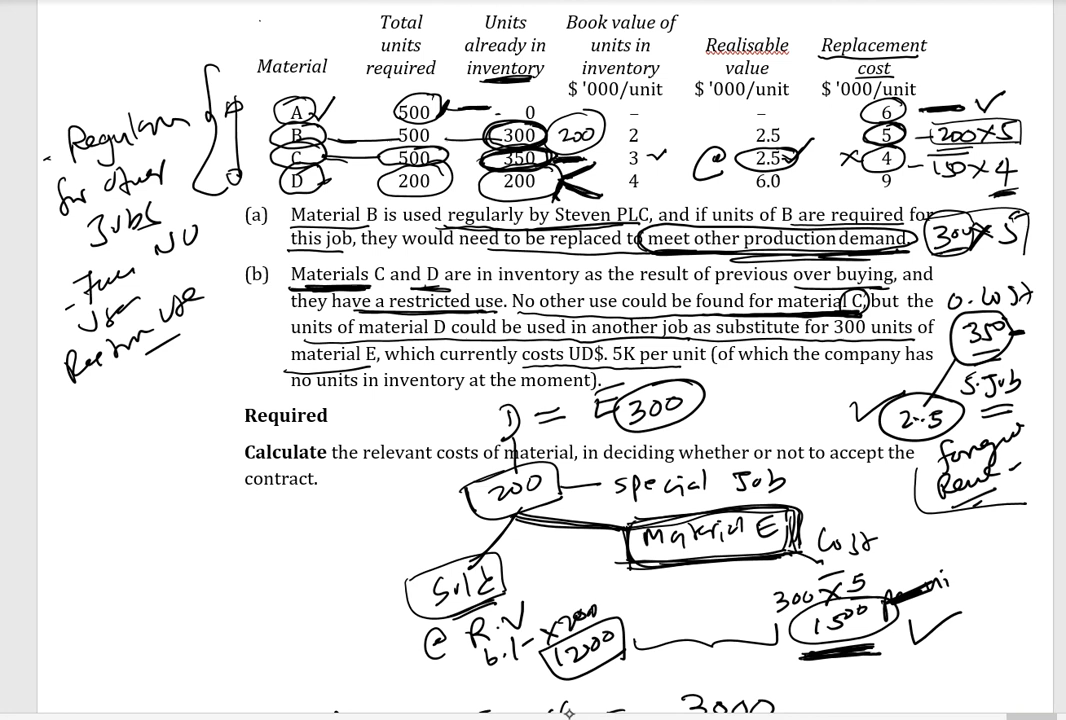 Total Units Book value of
units already in units in Realisable Replacement
Material required inventory inventory value cost
$ '000/unit $ '000/unit $ '000/unit
A 500 - 0 – – 6
B 500 300 200 2 2.5 5 - 200 x 5
C 500 350 3 @ 2.5 x 4 - 150 x 4
D 200 200 4 6.0 9
for other
Jobs
NO
(a) Material B is used regularly by Steven PLC, and if units of B are required for
this job, they would need to be replaced to meet other production demand. 300 x 5
(b) Materials C and D are in inventory as the result of previous over buying, and
they have a restricted use. No other use could be found for material C, but the
units of material D could be used in another job as substitute for 300 units of
material E, which currently costs UD$. 5K per unit (of which the company has
no units in inventory at the moment).
use
O. Cost
350
S. Job
2.5
Required
D = E 300
Calculate the relevant costs of material, in deciding whether or not to accept the
contract.
200 special Job
Material E
Cost
Sold
300 x 5
1500
@ R.V
x 200
1200
3000